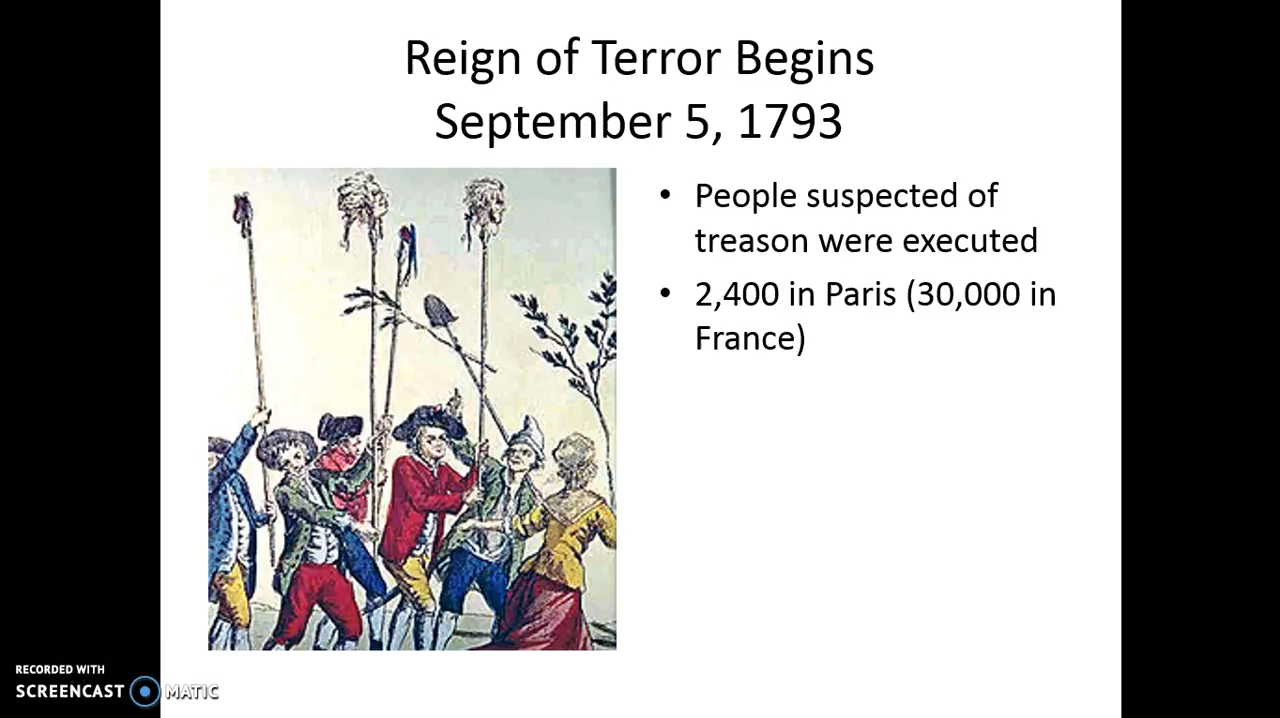 Reign of Terror Begins
September 5, 1793
• People suspected of
treason were executed
• 2,400 in Paris (30,000 in
France)
RECORDED WITH
SCREENCAST MATIC